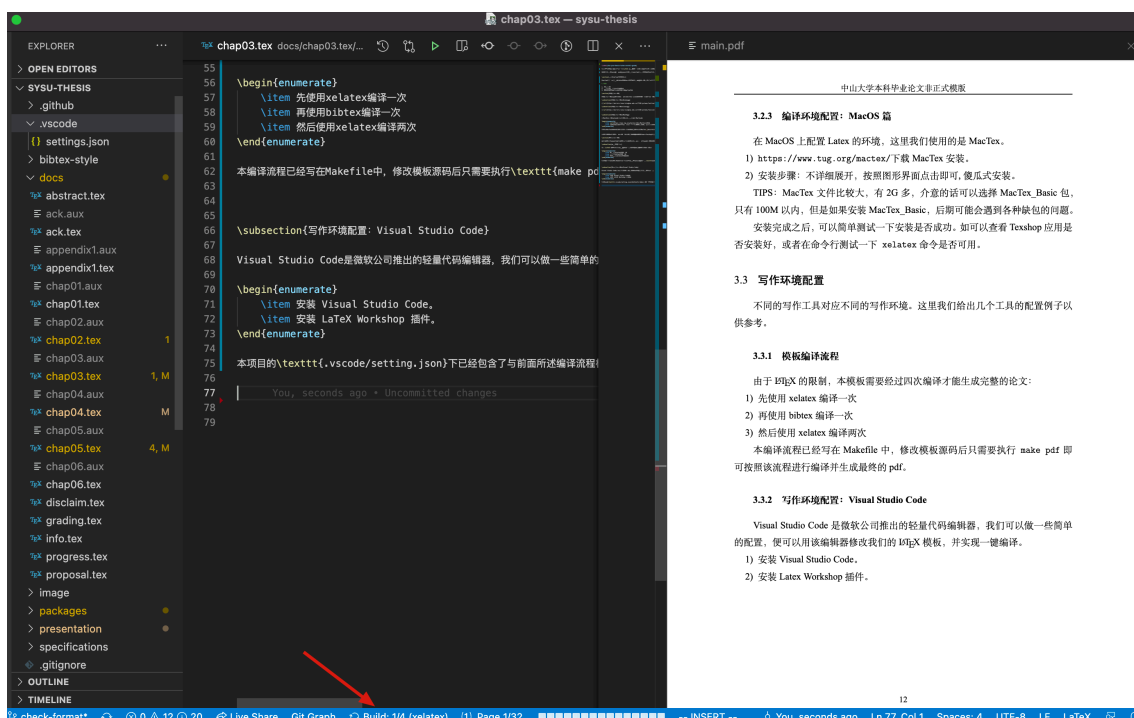 chap03.tex — sysu-thesis
EXPLORER
OPEN EDITORS
SYSU-THESIS
.github
.vscode
{} settings.json
bibtex-style
docs
abstract.tex
ack.aux
ack.tex
appendix1.aux
appendix1.tex
chap01.aux
chap01.tex
chap02.aux
chap02.tex 1
chap03.aux
chap03.tex 1, M
chap04.aux
chap04.tex M
chap05.aux
chap05.tex 4, M
chap06.aux
chap06.tex
disclaim.tex
grading.tex
info.tex
progress.tex
proposal.tex
image
packages
presentation
specifications
.gitignore
OUTLINE
TIMELINE
chap03.tex docs/chap03.tex/...
55
56 \begin{enumerate}
57 \item 先使用xelatex编译一次
58 \item 再使用bibtex编译一次
59 \item 然后使用xelatex编译两次
60 \end{enumerate}
61
62 本编译流程已经写在Makefile中，修改模板源码后只需要执行\texttt{make pd
63
64
65
66 \subsection{写作环境配置：Visual Studio Code}
67
68 Visual Studio Code是微软公司推出的轻量代码编辑器，我们可以做一些简单的
69
70 \begin{enumerate}
71 \item 安装 Visual Studio Code。
72 \item 安装 LaTeX Workshop 插件。
73 \end{enumerate}
74
75 本项目的\texttt{.vscode/setting.json}下已经包含了与前面所述编译流程
76
77 You, seconds ago • Uncommitted changes
78
79
main.pdf
中山大学本科毕业论文非正式模版
3.2.3 编译环境配置：MacOS 篇
在 MacOS 上配置 Latex 的环境，这里我们使用的是 MacTex。
1) https://www.tug.org/mactex/下载 MacTex 安装。
2) 安装步骤：不详细展开，按照图形界面点击即可, 傻瓜式安装。
TIPS：MacTex 文件比较大，有 2G 多，介意的话可以选择 MacTex_Basic 包，
只有 100M 以内，但是如果安装 MacTex_Basic，后期可能会遇到各种缺包的问题。
安装完成之后，可以简单测试一下安装是否成功。如可以查看 Texshop 应用是
否安装好，或者在命令行测试一下 xelatex 命令是否可用。
3.3 写作环境配置
不同的写作工具对应不同的写作环境。这里我们给出几个工具的配置例子以
供参考。
3.3.1 模板编译流程
由于 LATEX 的限制，本模板需要经过四次编译才能生成完整的论文：
1) 先使用 xelatex 编译一次
2) 再使用 bibtex 编译一次
3) 然后使用 xelatex 编译两次
本编译流程已经写在 Makefile 中，修改模板源码后只需要执行 make pdf 即
可按照该流程进行编译并生成最终的 pdf。
3.3.2 写作环境配置：Visual Studio Code
Visual Studio Code 是微软公司推出的轻量代码编辑器，我们可以做一些简单
的配置，便可以用该编辑器修改我们的 LATEX 模板，并实现一键编译。
1) 安装 Visual Studio Code。
2) 安装 Latex Workshop 插件。
12
check-format* 0 12 20 Live Share Git Graph Build: 1/4 (xelatex) {1} Page 1/32 -- INSERT -- You, seconds ago Ln 77, Col 1 Spaces: 4 UTF-8 LF LaTeX